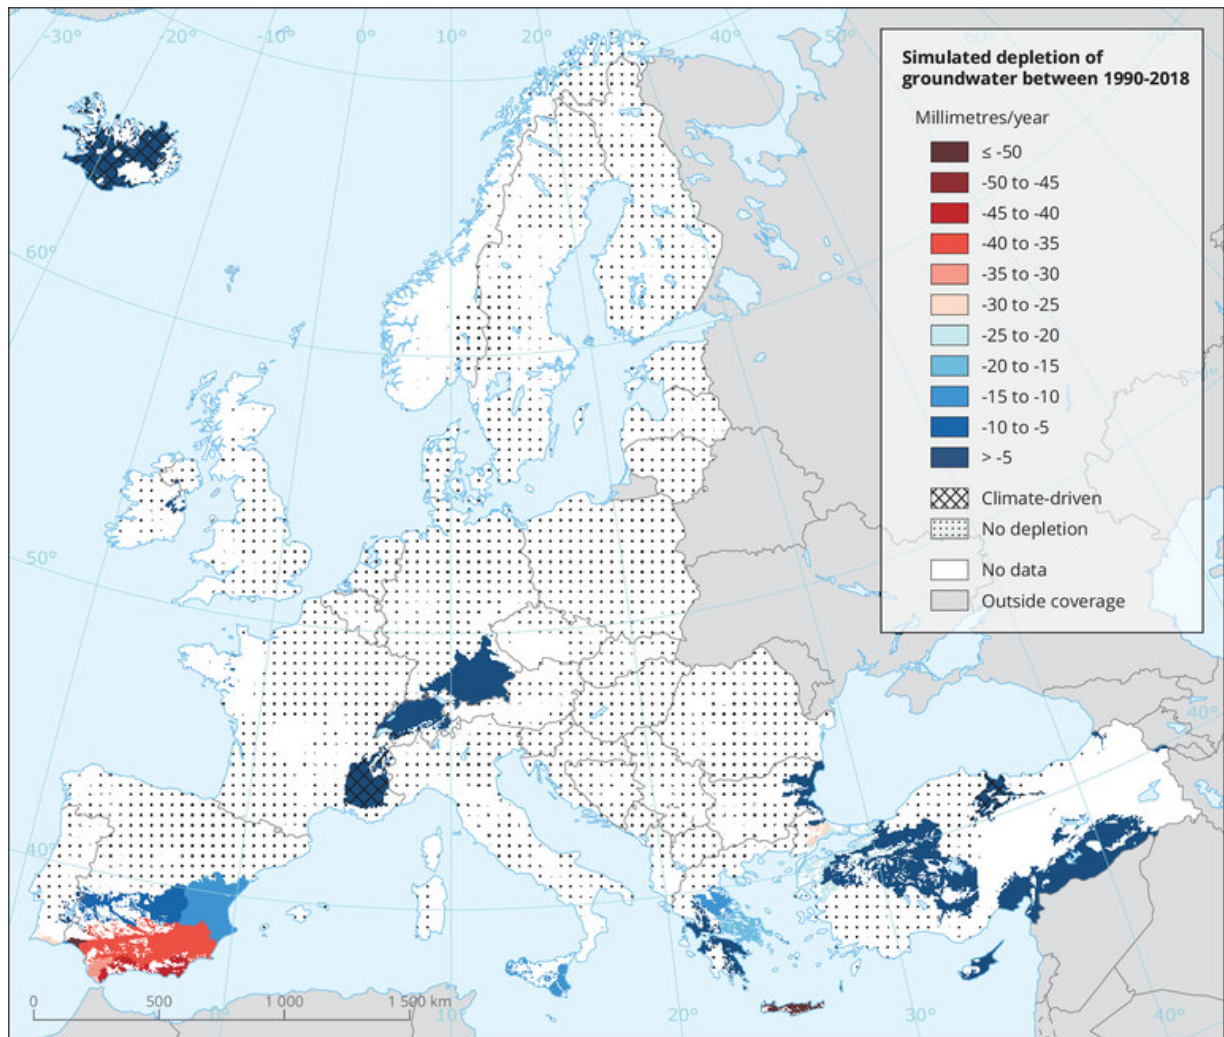 -30°
-20°
-10°
0°
10°
20°
30°
40°
50°
60°
70°
60°
50°
40°
40°
10°
20°
30°
40°
Simulated depletion of
groundwater between 1990-2018
Millimetres/year
≤ -50
-50 to -45
-45 to -40
-40 to -35
-35 to -30
-30 to -25
-25 to -20
-20 to -15
-15 to -10
-10 to -5
> -5
Climate-driven
No depletion
No data
Outside coverage
0 500 1 000 1 500 km